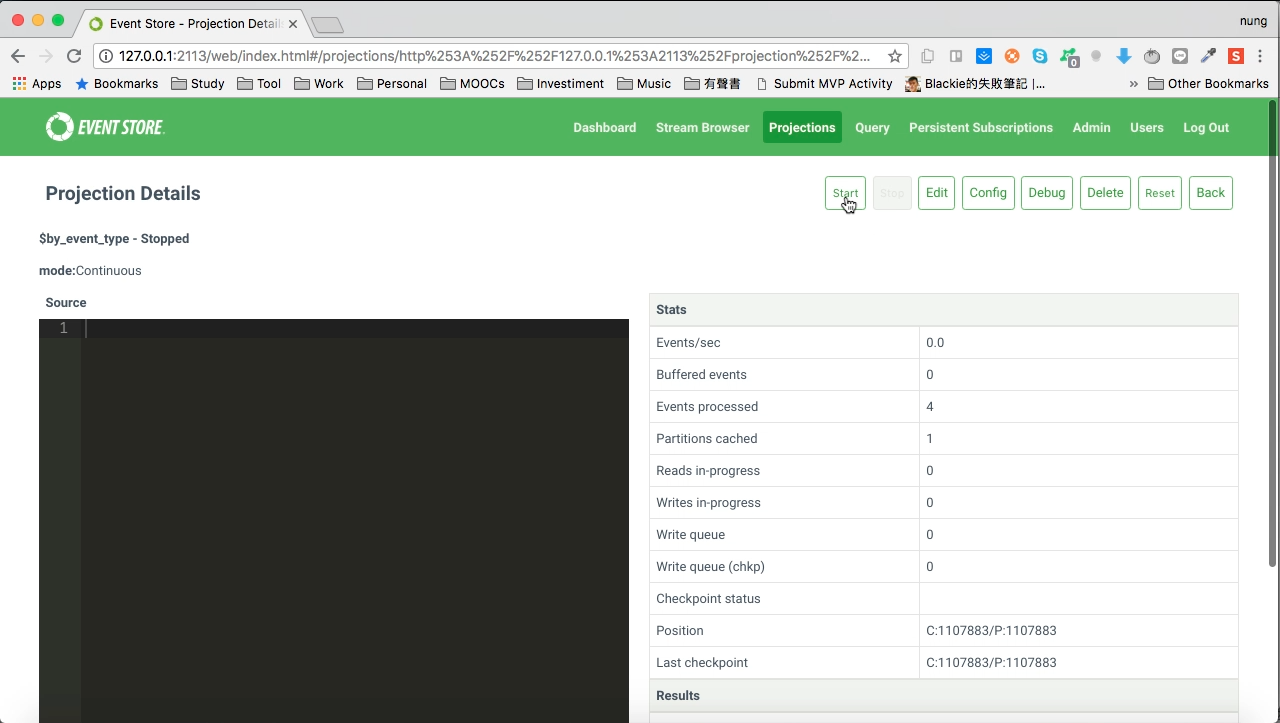 Event Store - Projection Detail
nung
127.0.0.1:2113/web/index.html#/projections/http%253A%252F%252F127.0.0.1%253A2113%252Fprojection%252F%2...
0
S
Apps Bookmarks Study Tool Work Personal MOOCs Investment Music 有聲書 Submit MVP Activity Blackie的失敗筆記 |... » Other Bookmarks
EVENT STORE.
Dashboard Stream Browser Projections Query Persistent Subscriptions Admin Users Log Out
Projection Details
Start Stop Edit Config Debug Delete Reset Back
$by_event_type - Stopped
mode:Continuous
Source
1
Stats
Events/sec 0.0
Buffered events 0
Events processed 4
Partitions cached 1
Reads in-progress 0
Writes in-progress 0
Write queue 0
Write queue (chkp) 0
Checkpoint status
Position C:1107883/P:1107883
Last checkpoint C:1107883/P:1107883
Results